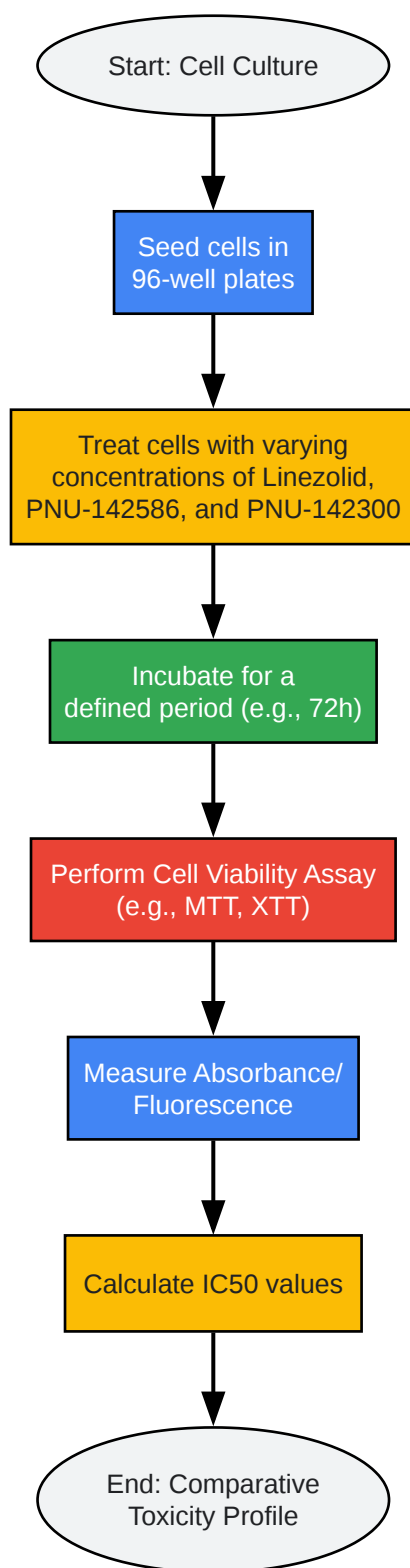 Start: Cell Culture
Seed cells in
96-well plates
Treat cells with varying
concentrations of Linezolid,
PNU-142586, and PNU-142300
Incubate for a
defined period (e.g., 72h)
Perform Cell Viability Assay
(e.g., MTT, XTT)
Measure Absorbance/
Fluorescence
Calculate IC50 values
End: Comparative
Toxicity Profile